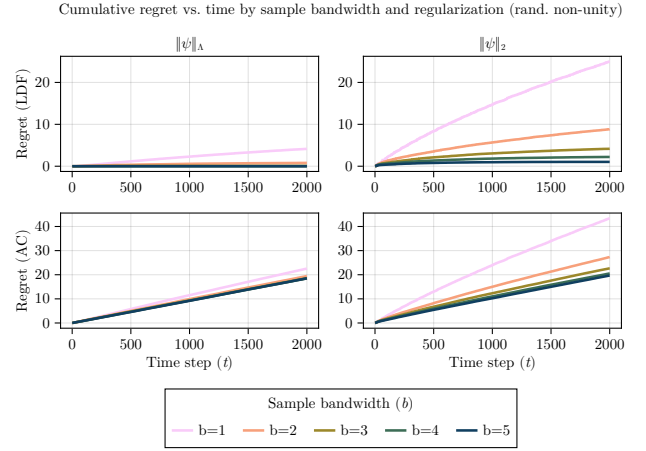 Cumulative regret vs. time by sample bandwidth and regularization (rand. non-unity)
‖ψ‖Λ
‖ψ‖2
Regret (LDF)
20
10
0
0 500 1000 1500 2000
20
10
0
0 500 1000 1500 2000
Regret (AC)
40
30
20
10
0
0 500 1000 1500 2000
Time step (t)
40
30
20
10
0
0 500 1000 1500 2000
Time step (t)
Sample bandwidth (b)
b=1 b=2 b=3 b=4 b=5